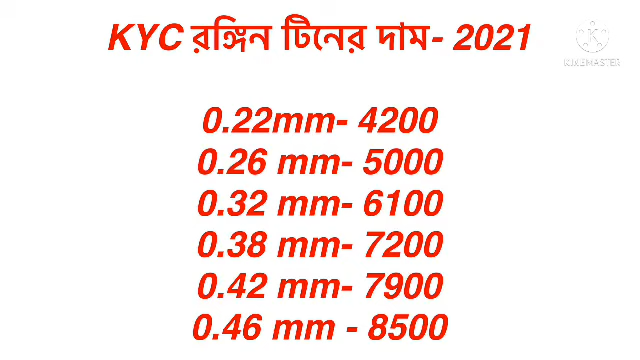 KYC রঙ্গিন টিনের দাম- 2021
K
KINEMASTER
0.22mm- 4200
0.26 mm- 5000
0.32 mm- 6100
0.38 mm- 7200
0.42 mm- 7900
0.46 mm - 8500